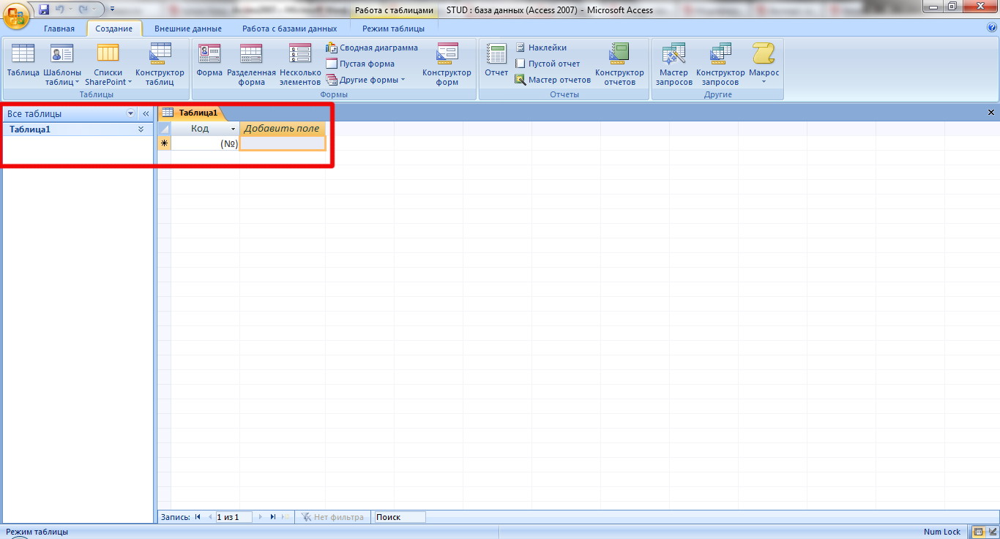 Работа с таблицами STUD : база данных (Access 2007) - Microsoft Access
Главная Создание Внешние данные Работа с базами данных Режим таблицы
Таблица
Шаблоны таблиц
Списки SharePoint
Конструктор таблиц
Таблицы
Форма
Разделенная форма
Несколько элементов
Сводная диаграмма
Пустая форма
Другие формы
Конструктор форм
Формы
Отчет
Наклейки
Пустой отчет
Мастер отчетов
Конструктор отчетов
Отчеты
Мастер запросов
Конструктор запросов
Макрос
Другие
Все таблицы
Таблица1
Таблица1
Код Добавить поле
(№)
Запись: 1 из 1 Нет фильтра Поиск
Режим таблицы Num Lock